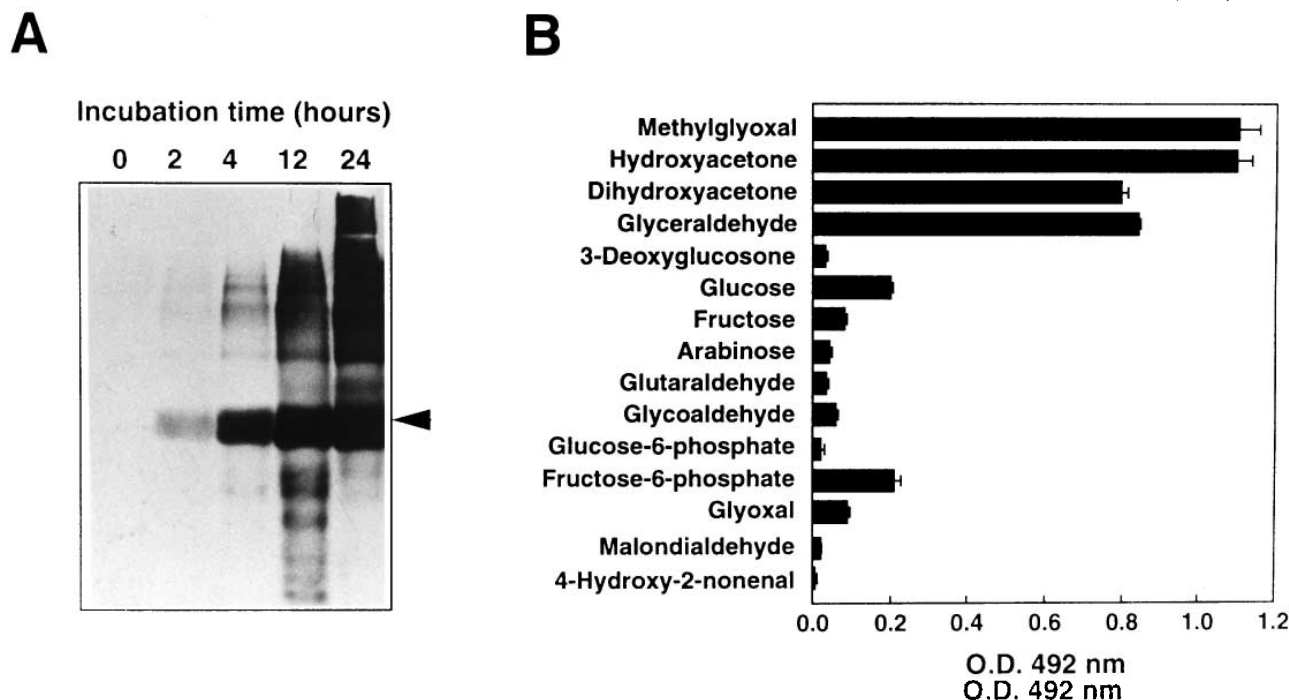 A
Incubation time (hours)
0 2 4 12 24
B
Methylglyoxal
Hydroxyacetone
Dihydroxyacetone
Glyceraldehyde
3-Deoxyglucosone
Glucose
Fructose
Arabinose
Glutaraldehyde
Glycoaldehyde
Glucose-6-phosphate
Fructose-6-phosphate
Glyoxal
Malondialdehyde
4-Hydroxy-2-nonenal
0.0 0.2 0.4 0.6 0.8 1.0 1.2
O.D. 492 nm
O.D. 492 nm